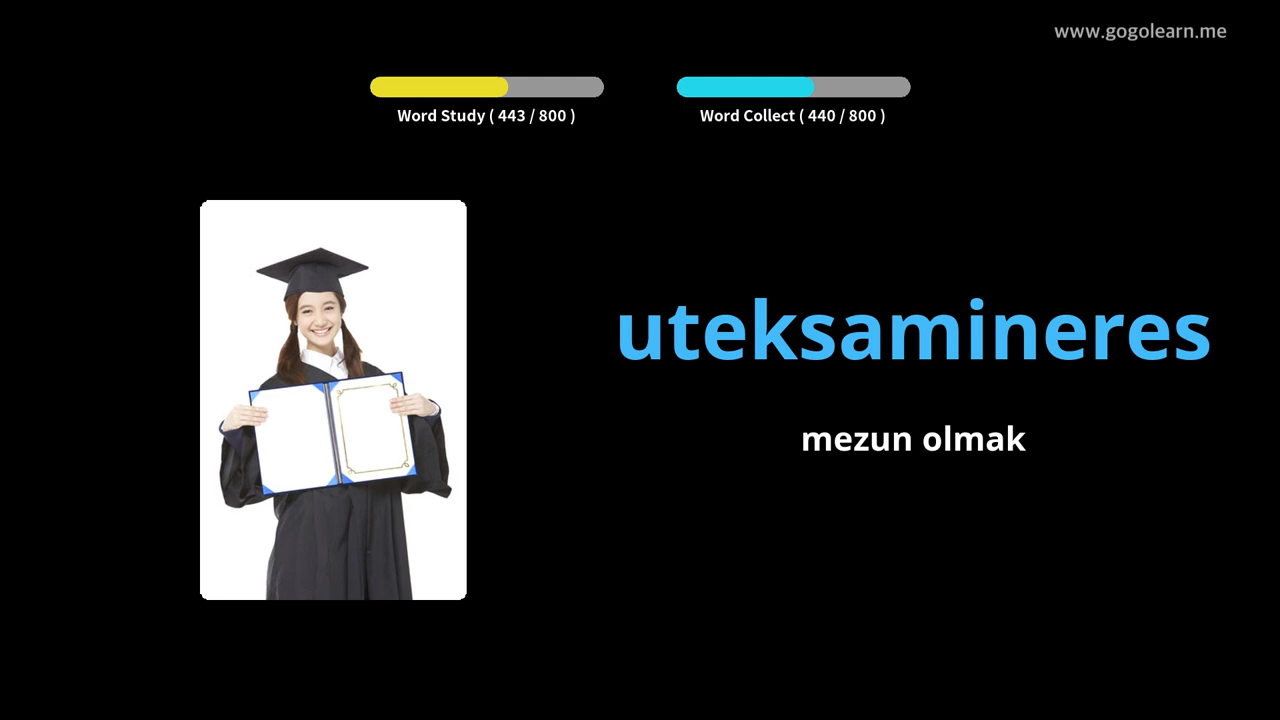 www.gogolearn.me
Word Study ( 443 / 800 )
Word Collect ( 440 / 800 )
uteksamineres
mezun olmak